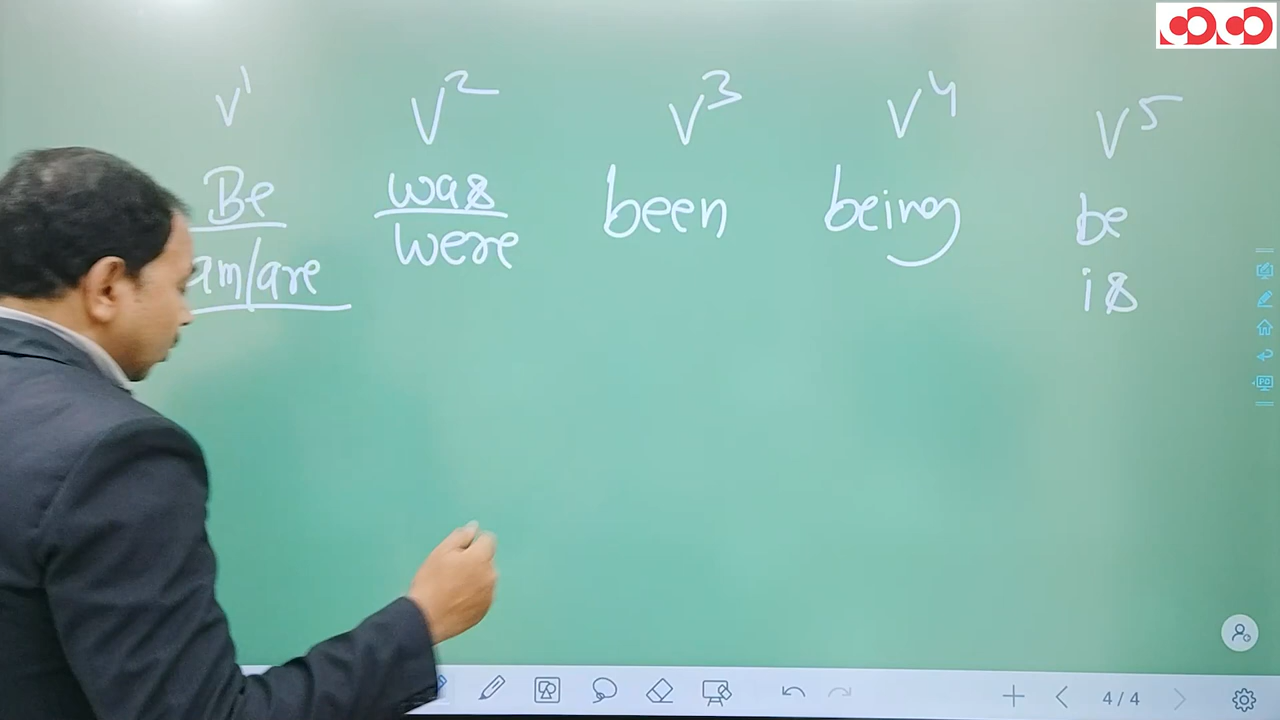 V¹ V² V³ V⁴ V⁵
Be was been being be
am/are were is
4/4